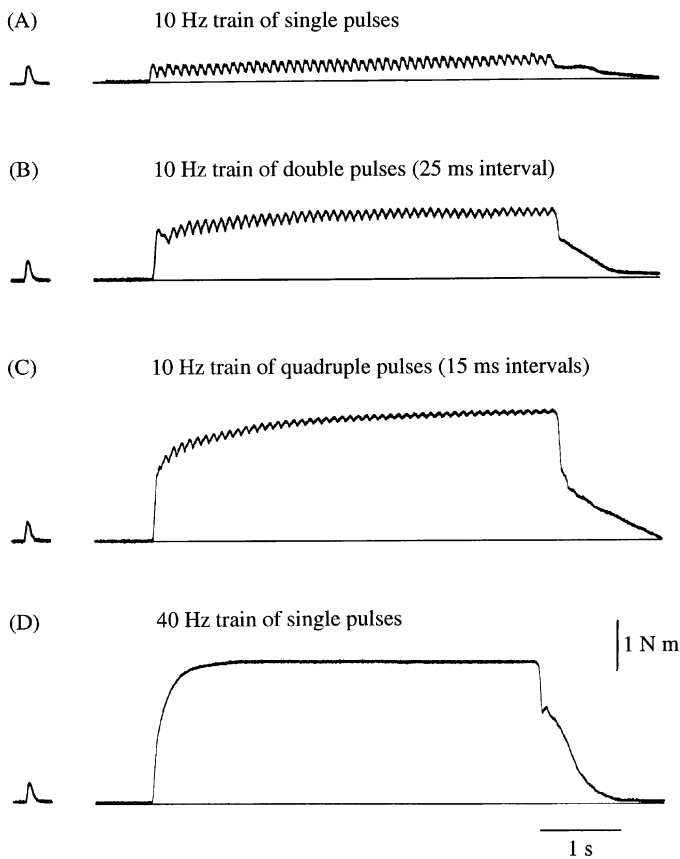 (A) 10 Hz train of single pulses
(B) 10 Hz train of double pulses (25 ms interval)
(C) 10 Hz train of quadruple pulses (15 ms intervals)
(D) 40 Hz train of single pulses
1 N m
1 s